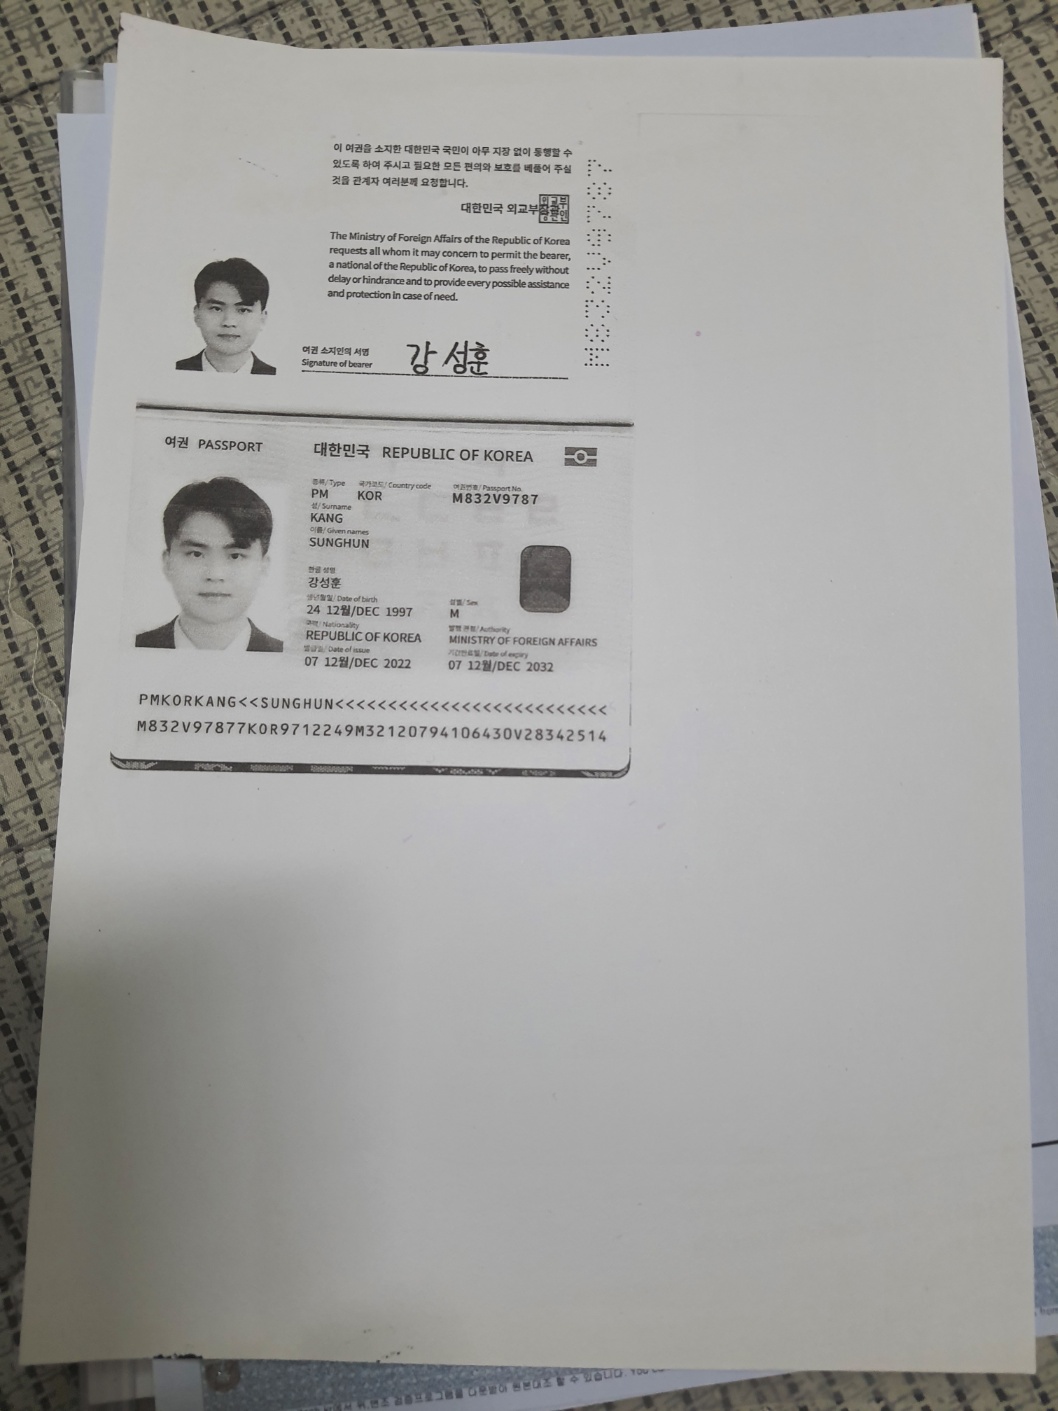 이 여권을 소지한 대한민국 국민이 아무 지장 없이 통행할 수
있도록 하여 주시고 필요한 모든 편의와 보호를 베풀어 주실
것을 관계자 여러분께 요청합니다.
대한민국 외교부장관
The Ministry of Foreign Affairs of the Republic of Korea
requests all whom it may concern to permit the bearer,
a national of the Republic of Korea, to pass freely without
delay or hindrance and to provide every possible assistance
and protection in case of need.
여권 소지인의 서명
Signature of bearer
강성훈
여권 PASSPORT 대한민국 REPUBLIC OF KOREA
종류/Type 국가코드/Country code 여권번호/Passport No.
PM KOR M832V9787
성/Surname
KANG
이름/Given names
SUNGHUN
한글성명
강성훈
생년월일/Date of birth 성별/Sex
24 12월/DEC 1997 M
국적/Nationality 발행관청/Authority
REPUBLIC OF KOREA MINISTRY OF FOREIGN AFFAIRS
발급일/Date of issue 기간만료일/Date of expiry
07 12월/DEC 2022 07 12월/DEC 2032
PMKORKANG<<SUNGHUN<<<<<<<<<<<<<<<<<<<<<<<<<<
M832V97877KOR9712249M32120794106430V28342514